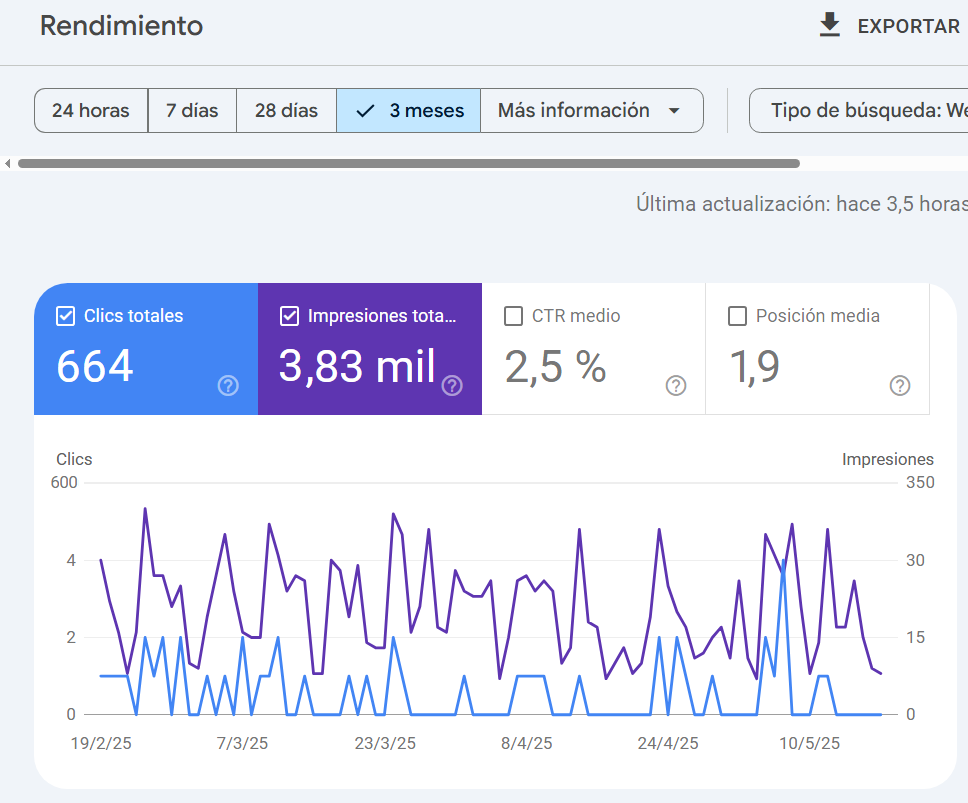 Rendimiento
EXPORTAR
24 horas 7 días 28 días 3 meses Más información
Tipo de búsqueda: We
Última actualización: hace 3,5 horas
Clics totales Impresiones tota... CTR medio Posición media
664 3,83 mil 2,5 % 1,9
Clics Impresiones
600 350
4 30
2 15
0 0
19/2/25 7/3/25 23/3/25 8/4/25 24/4/25 10/5/25